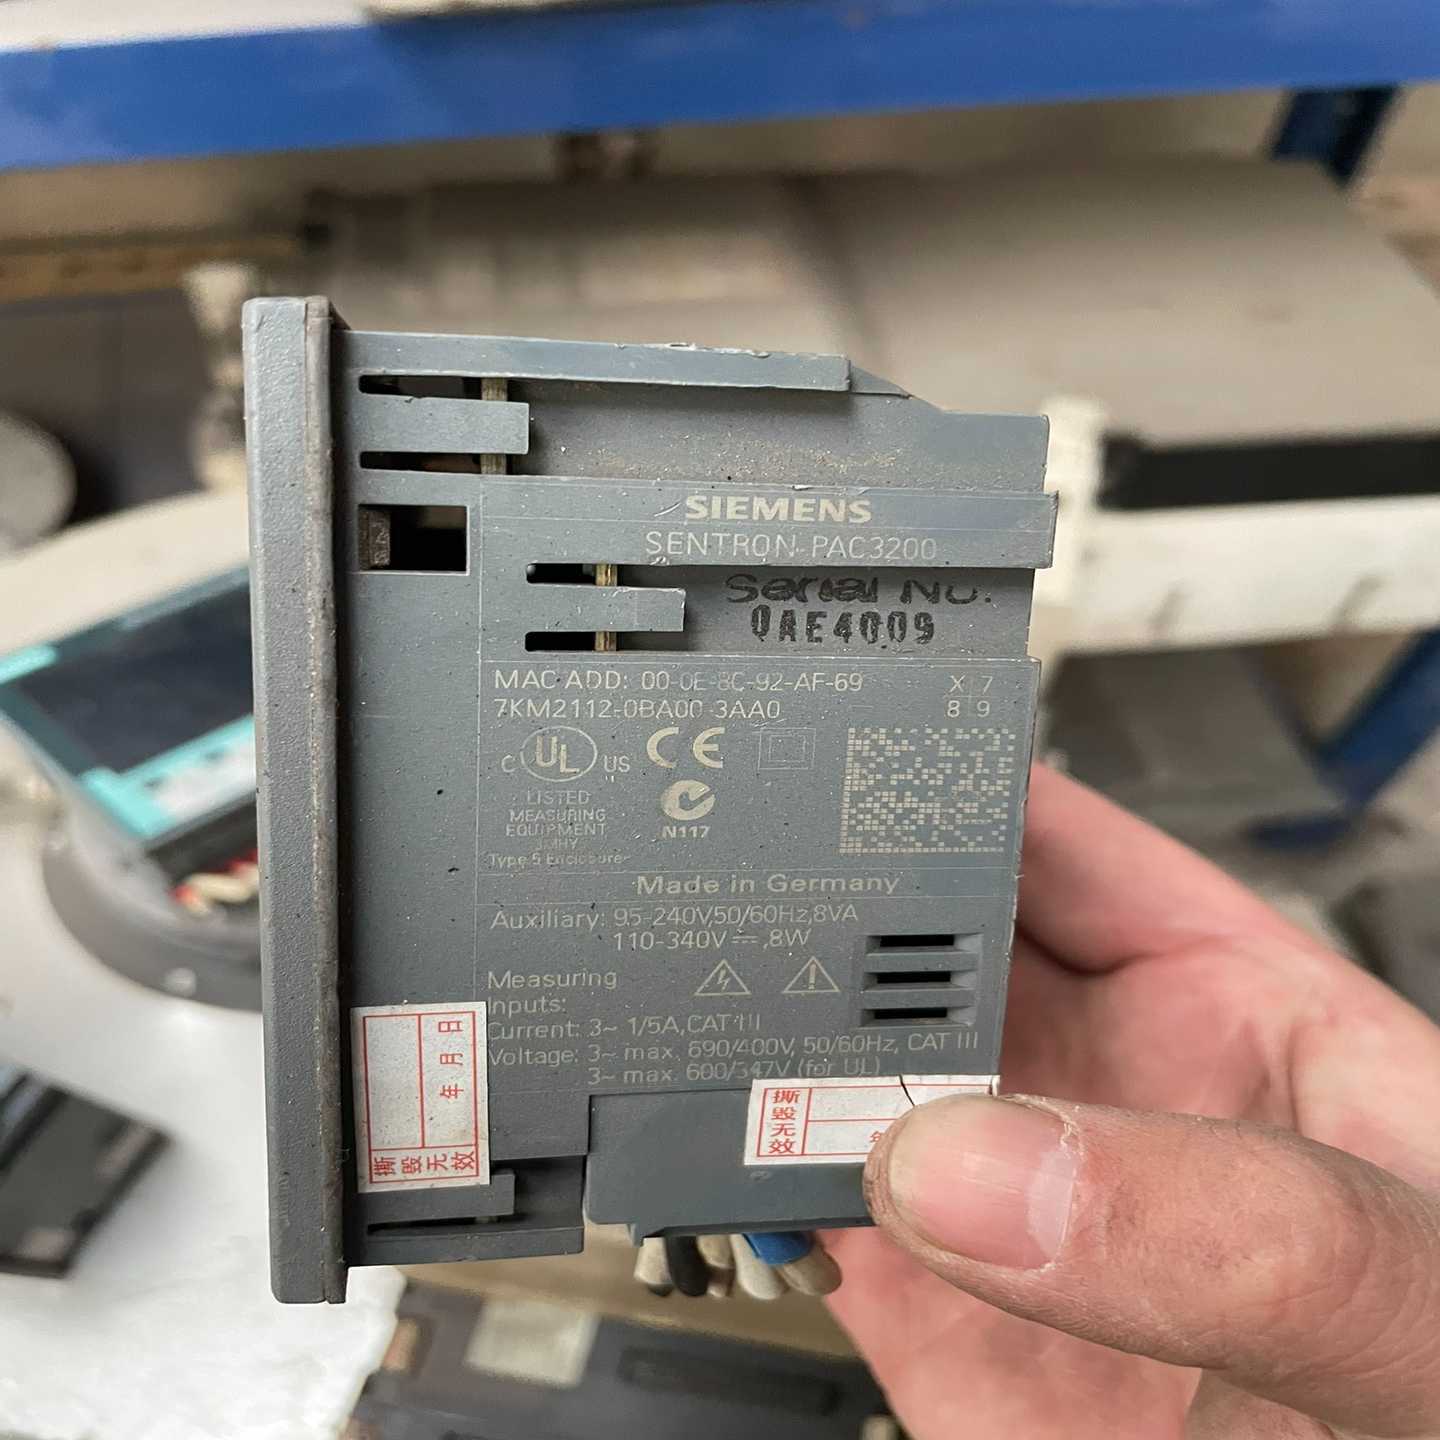 SIEMENS
SENTRON PAC3200
Serial No.
QAE4009
MAC ADD: 00-0E-8C-92-AF-69
7KM2112-0BA00-3AA0
X 7
8 9
C UL US
CE
LISTED
MEASURING
EQUIPMENT
Type 5 Enclosure
N117
Made in Germany
Auxiliary: 95-240V,50/60Hz,8VA
110-340V⎓,8W
Measuring
Inputs:
Current: 3~ 1/5A,CAT III
Voltage: 3~ max. 690/400V, 50/60Hz, CAT III
3~ max. 600/347V (for UL)
年 月 日
撕毁无效
撕毁无效